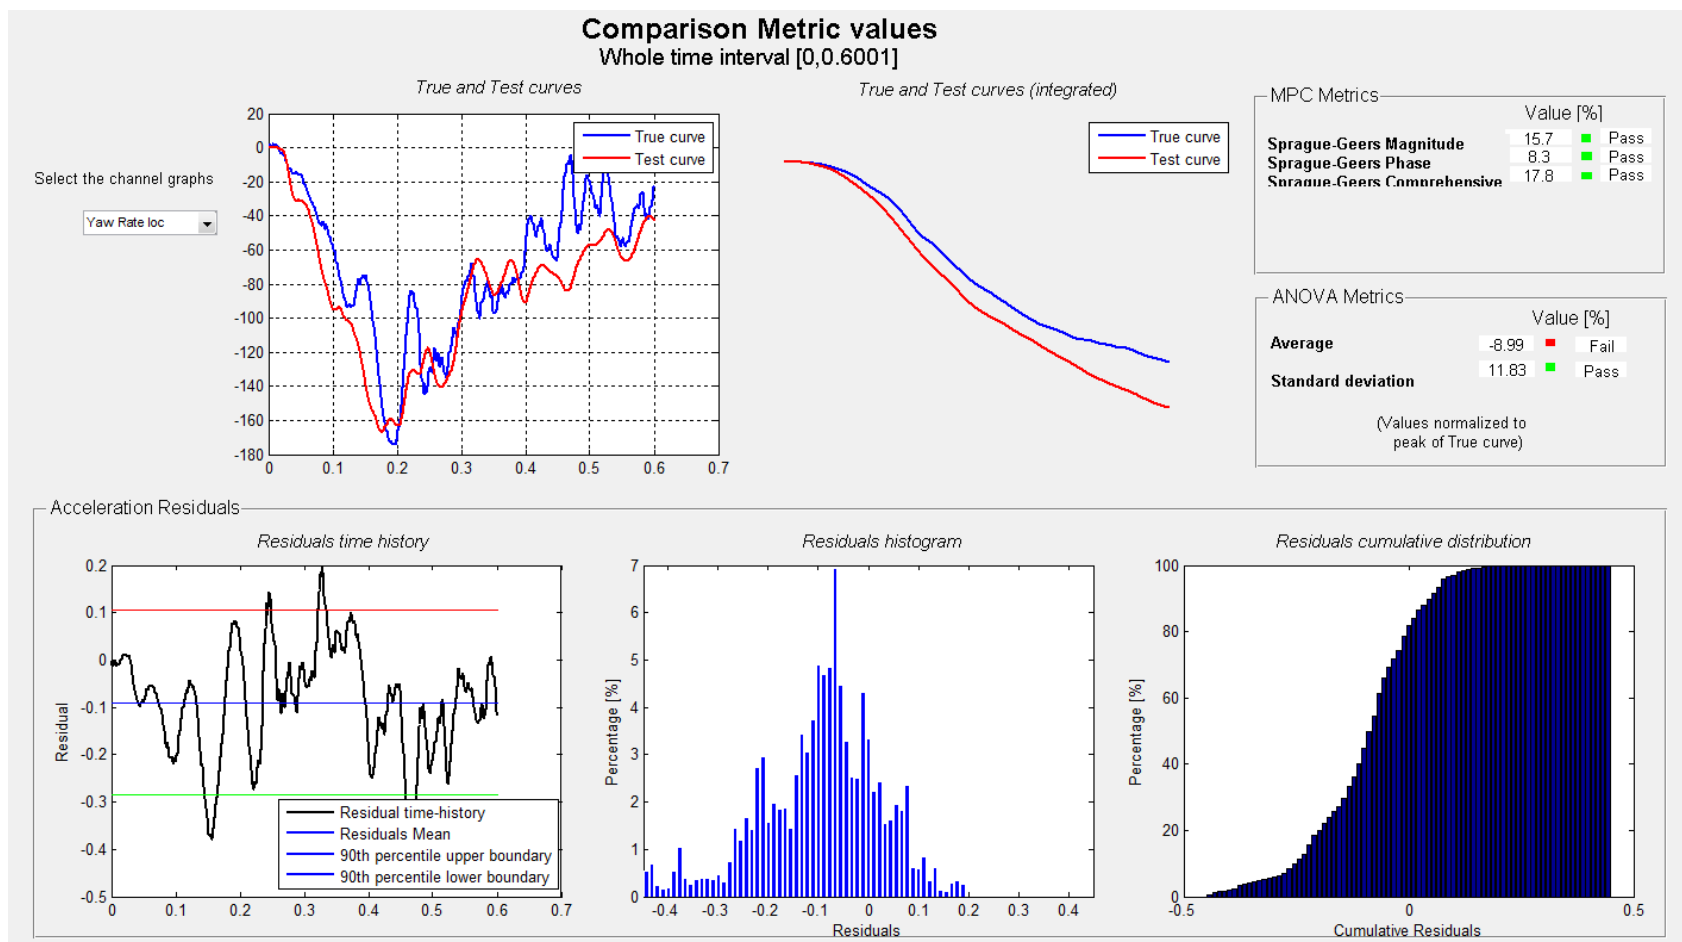 Comparison Metric values
Whole time interval [0,0.6001]
True and Test curves
True and Test curves (integrated)
Select the channel graphs
Yaw Rate loc
20
0
-20
-40
-60
-80
-100
-120
-140
-160
-180
0 0.1 0.2 0.3 0.4 0.5 0.6 0.7
True curve
Test curve
True curve
Test curve
MPC Metrics
Value [%]
Sprague-Geers Magnitude 15.7 Pass
Sprague-Geers Phase 8.3 Pass
Sprague-Geers Comprehensive 17.8 Pass
ANOVA Metrics
Value [%]
Average -8.99 Fail
Standard deviation 11.83 Pass
(Values normalized to
peak of True curve)
Acceleration Residuals
Residuals time history
Residual
0.2
0.1
0
-0.1
-0.2
-0.3
-0.4
-0.5
0 0.1 0.2 0.3 0.4 0.5 0.6 0.7
Residual time-history
Residuals Mean
90th percentile upper boundary
90th percentile lower boundary
Residuals histogram
Percentage [%]
7
6
5
4
3
2
1
0
-0.4 -0.3 -0.2 -0.1 0 0.1 0.2 0.3 0.4
Residuals
Residuals cumulative distribution
Percentage [%]
100
80
60
40
20
0
-0.5 0 0.5
Cumulative Residuals